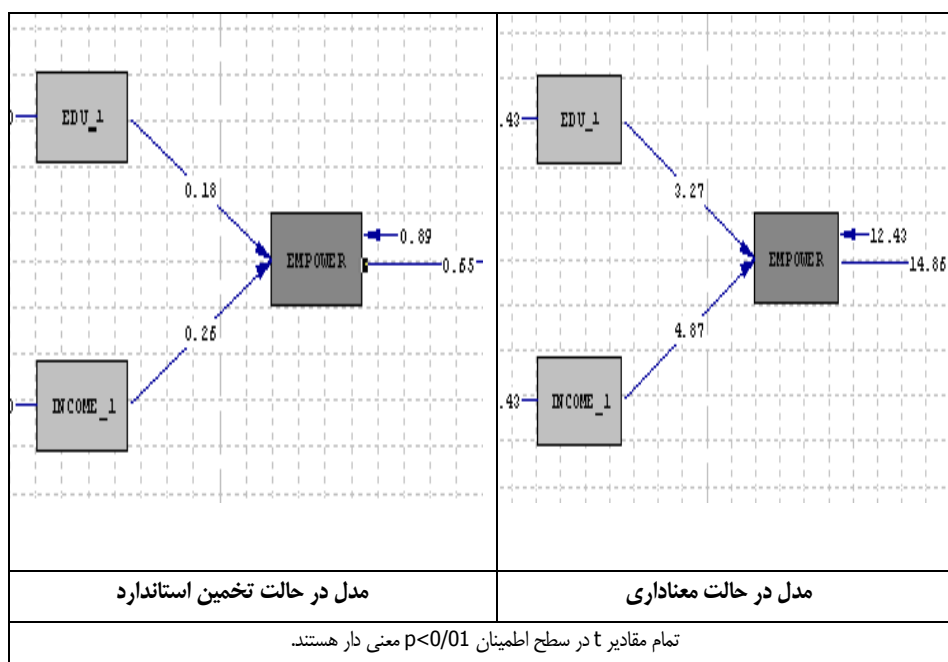 EDU_1
0.18
0.89
EMPOWER
0.65
0.26
INCOME_1
.43
EDU_1
3.27
12.43
EMPOWER
14.86
4.87
.43
INCOME_1
مدل در حالت تخمین استاندارد
مدل در حالت معناداری
تمام مقادیر t در سطح اطمینان p<0/01 معنی دار هستند.